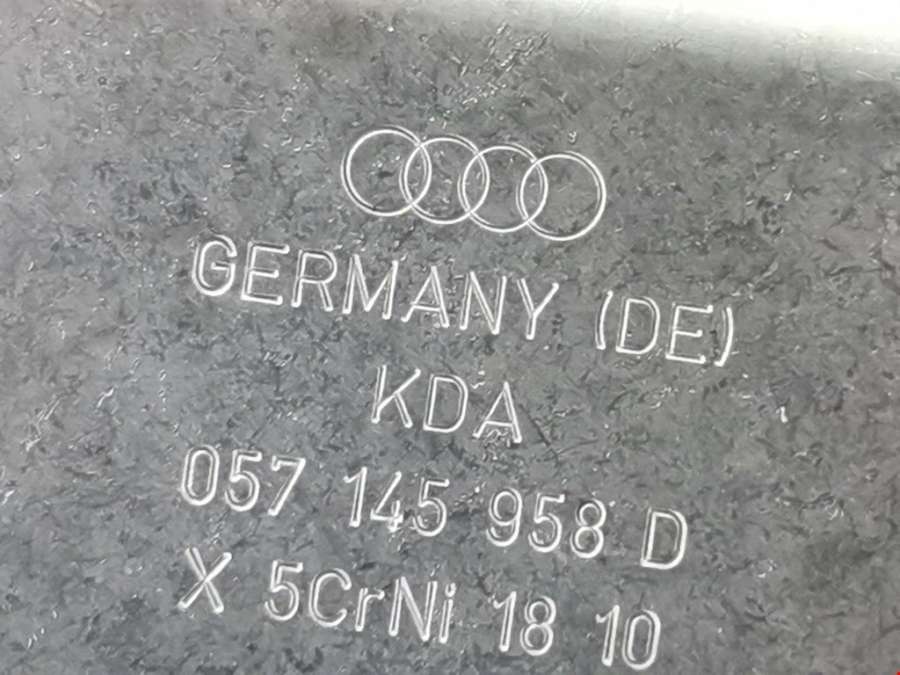 GERMANY (DE)
KDA
057 145 958 D
X 5CrNi 18 10